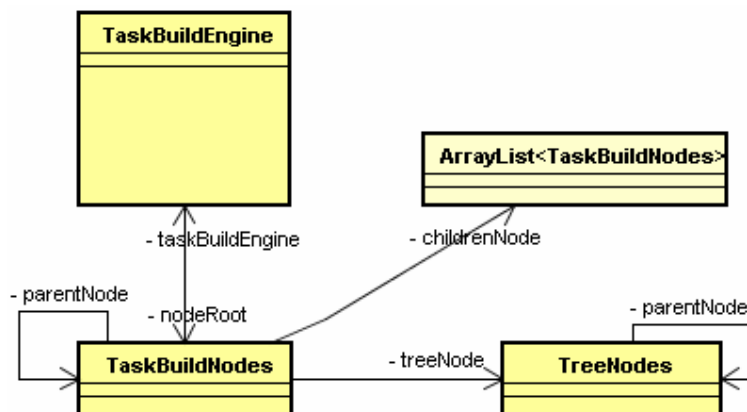 TaskBuildEngine
ArrayList<TaskBuildNodes>
- taskBuildEngine
- childrenNode
- parentNode
- nodeRoot
- parentNode
TaskBuildNodes
- treeNode
TreeNodes